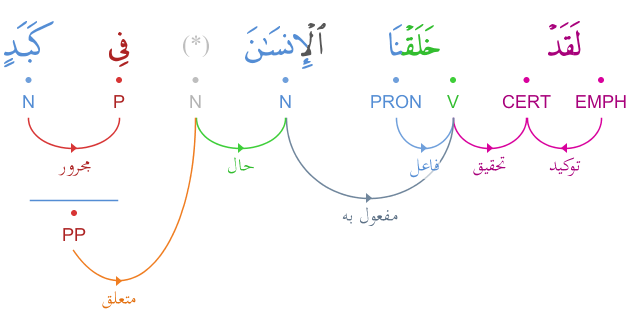 لَقَدْ خَلَقْنَا ٱلْإِنسَـٰنَ (*) فِى كَبَدٍ
N P N N PRON V CERT EMPH
مجرور حال فاعل تحقيق توكيد
مفعول به
PP
متعلق